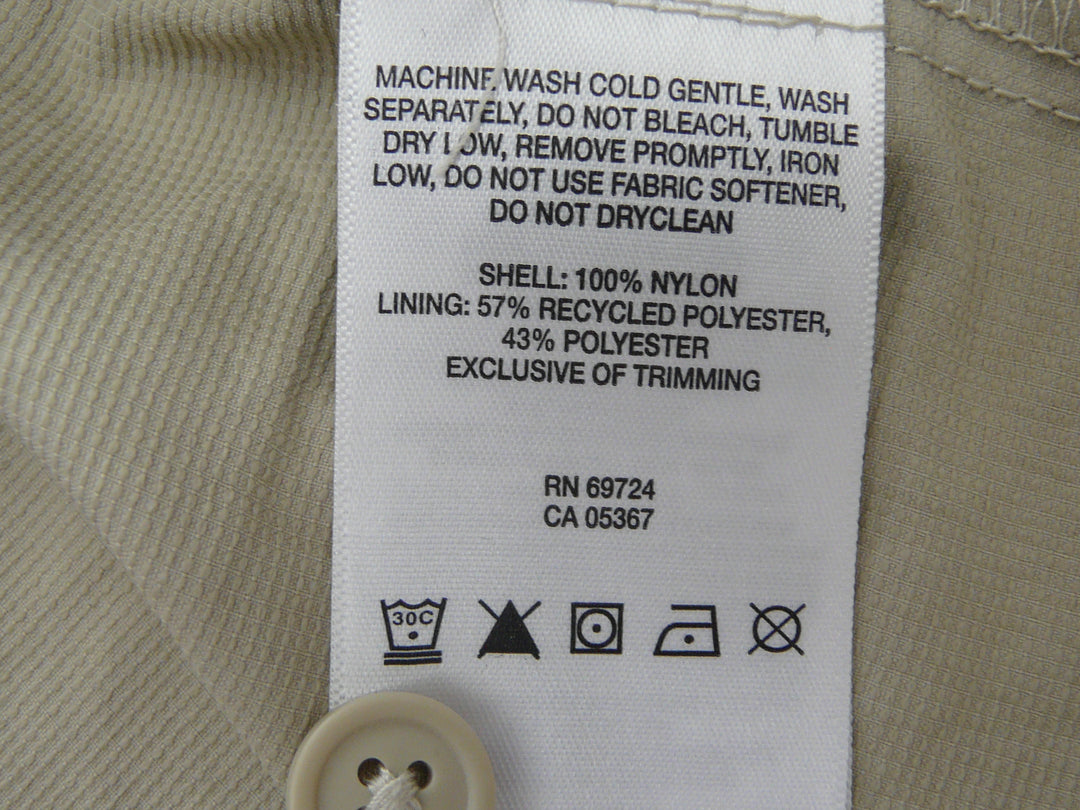 MACHINE WASH COLD GENTLE, WASH
SEPARATELY, DO NOT BLEACH, TUMBLE
DRY LOW, REMOVE PROMPTLY, IRON
LOW, DO NOT USE FABRIC SOFTENER,
DO NOT DRYCLEAN
SHELL: 100% NYLON
LINING: 57% RECYCLED POLYESTER,
43% POLYESTER
EXCLUSIVE OF TRIMMING
RN 69724
CA 05367
30C